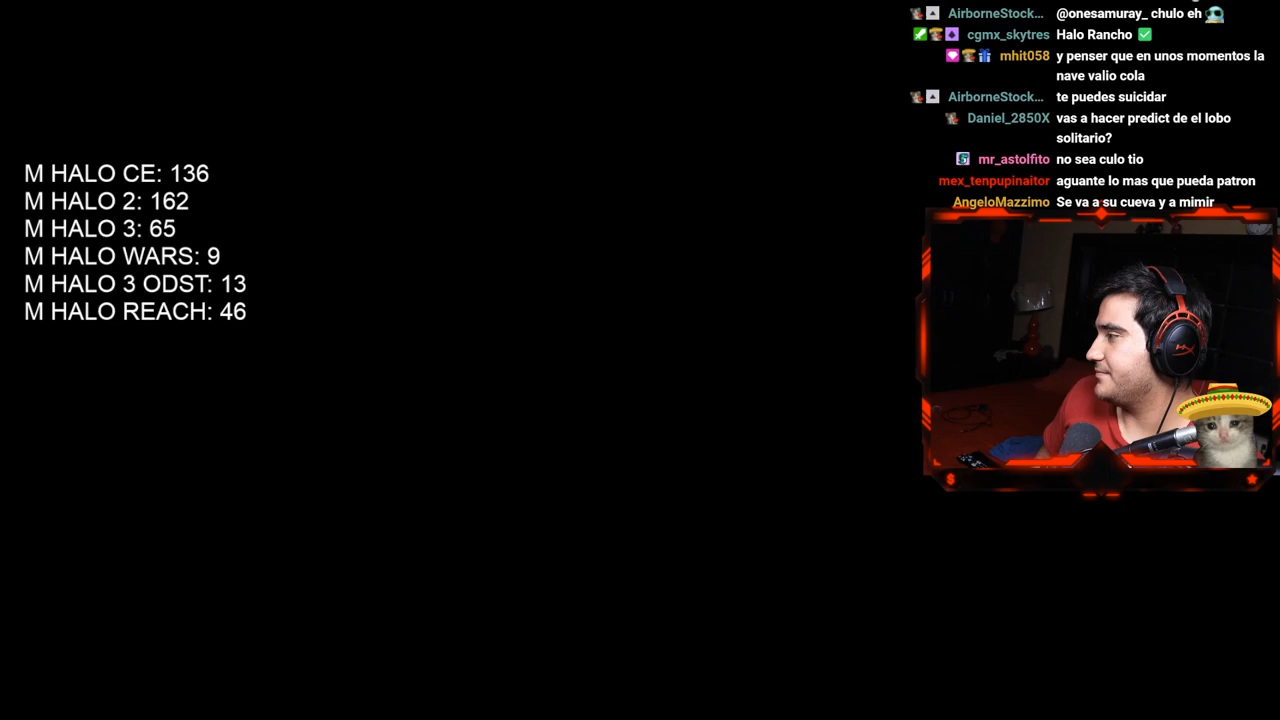 M HALO CE: 136
M HALO 2: 162
M HALO 3: 65
M HALO WARS: 9
M HALO 3 ODST: 13
M HALO REACH: 46
AirborneStock... @onesamuray_ chulo eh
cgmx_skytres Halo Rancho
mhit058 y penser que en unos momentos la
nave valio cola
AirborneStock... te puedes suicidar
Daniel_2850X vas a hacer predict de el lobo
solitario?
mr_astolfito no sea culo tio
mex_tenpupinaitor aguante lo mas que pueda patron
AngeloMazzimo Se va a su cueva y a mimir